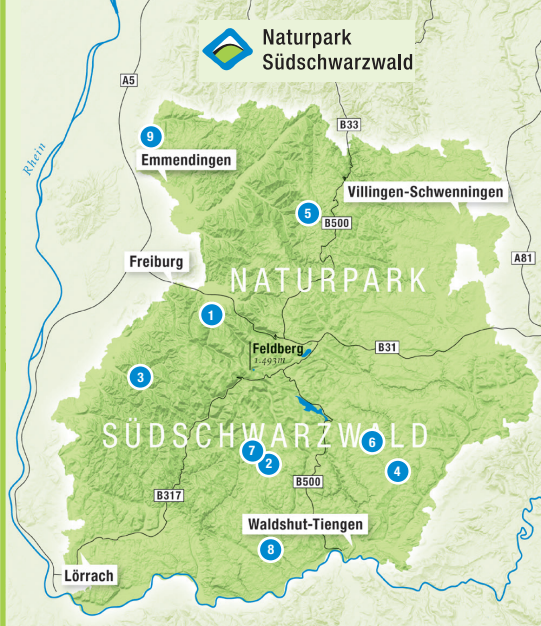 Naturpark
Südschwarzwald
A5
B33
9
Rhein
Emmendingen
Villingen-Schwenningen
5
B500
Freiburg
A81
NATURPARK
1
Feldberg
1.493m
B31
3
SÜDSCHWARZWALD
6
7
2
4
B317
B500
Waldshut-Tiengen
8
Lörrach